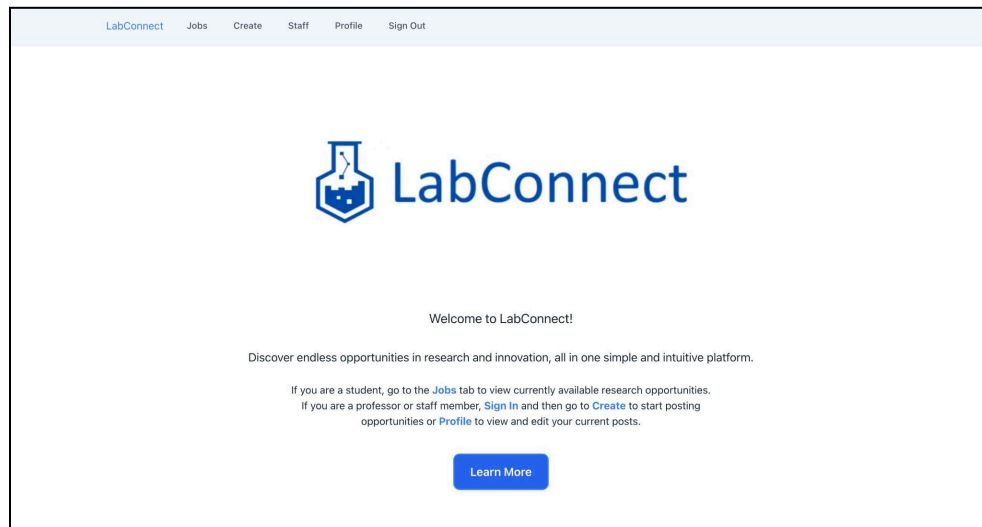 LabConnect Jobs Create Staff Profile Sign Out
LabConnect
Welcome to LabConnect!
Discover endless opportunities in research and innovation, all in one simple and intuitive platform.
If you are a student, go to the Jobs tab to view currently available research opportunities.
If you are a professor or staff member, Sign In and then go to Create to start posting
opportunities or Profile to view and edit your current posts.
Learn More